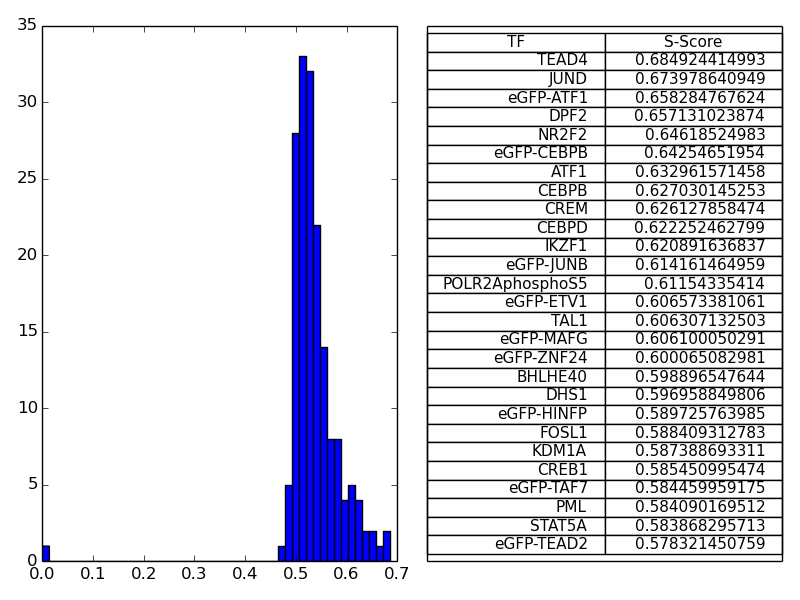 35
30
25
20
15
10
5
0
0.0 0.1 0.2 0.3 0.4 0.5 0.6 0.7
TF S-Score
TEAD4 0.684924414993
JUND 0.673978640949
eGFP-ATF1 0.658284767624
DPF2 0.657131023874
NR2F2 0.64618524983
eGFP-CEBPB 0.64254651954
ATF1 0.632961571458
CEBPB 0.627030145253
CREM 0.626127858474
CEBPD 0.622252462799
IKZF1 0.620891636837
eGFP-JUNB 0.614161464959
POLR2AphosphoS5 0.61154335414
eGFP-ETV1 0.606573381061
TAL1 0.606307132503
eGFP-MAFG 0.606100050291
eGFP-ZNF24 0.600065082981
BHLHE40 0.598896547644
DHS1 0.596958849806
eGFP-HINFP 0.589725763985
FOSL1 0.588409312783
KDM1A 0.587388693311
CREB1 0.585450995474
eGFP-TAF7 0.584459959175
PML 0.584090169512
STAT5A 0.583868295713
eGFP-TEAD2 0.578321450759